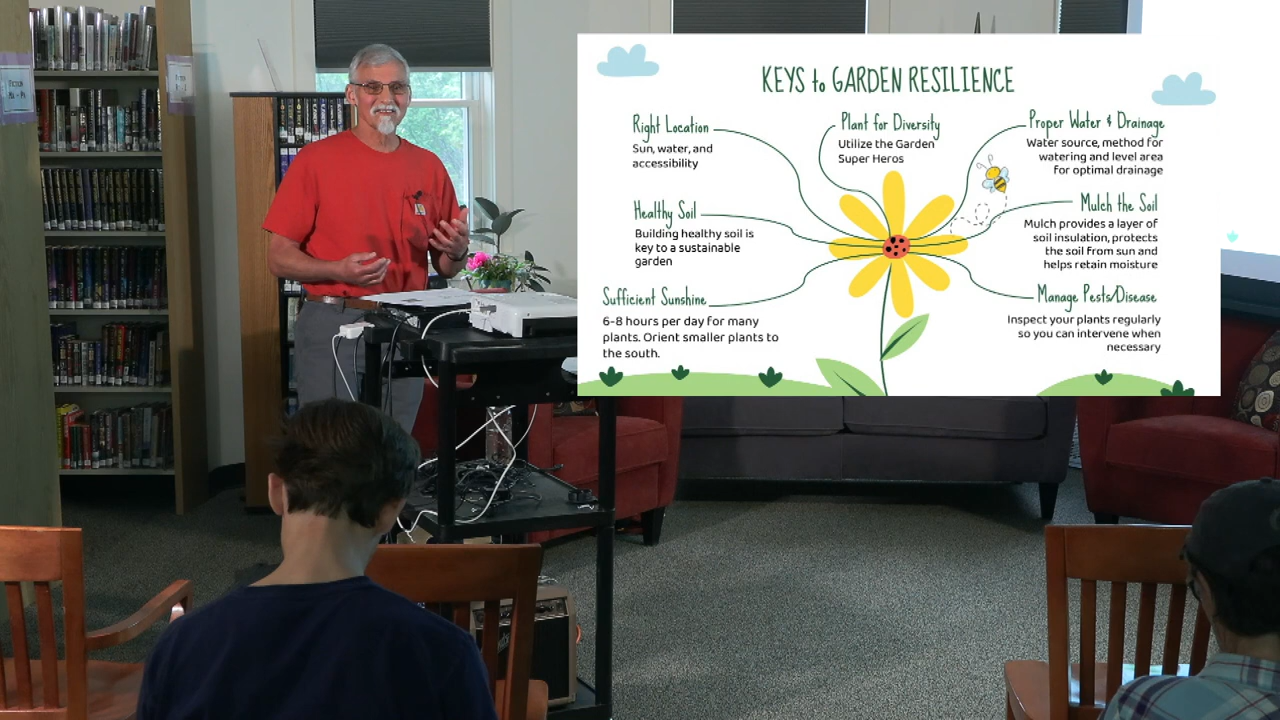 KEYS to GARDEN RESILIENCE
Right Location
Sun, water, and
accessibility
Plant for Diversity
Utilize the Garden
Super Heros
Proper Water & Drainage
Water source, method for
watering and level area
for optimal drainage
Healthy Soil
Building healthy soil is
key to a sustainable
garden
Mulch the Soil
Mulch provides a layer of
soil insulation, protects
the soil from sun and
helps retain moisture
Sufficient Sunshine
6-8 hours per day for many
plants. Orient smaller plants to
the south.
Manage Pests/Disease
Inspect your plants regularly
so you can intervene when
necessary